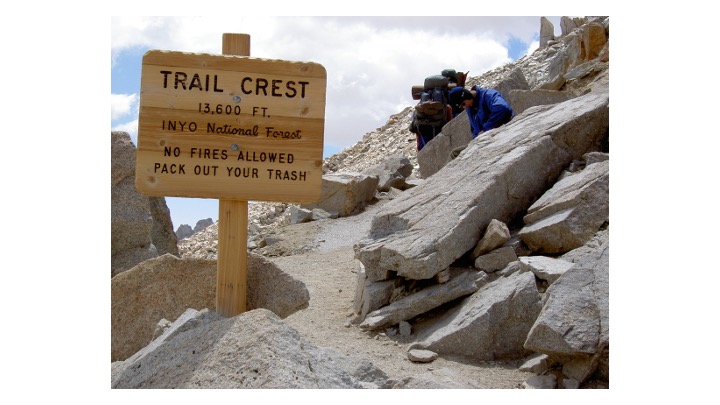 TRAIL CREST
13,600 FT.
INYO National Forest
NO FIRES ALLOWED
PACK OUT YOUR TRASH